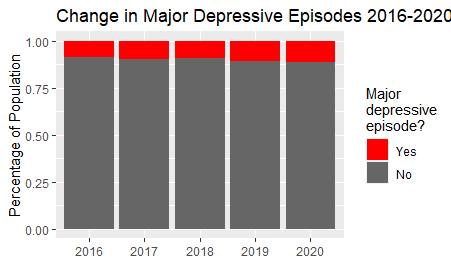 Change in Major Depressive Episodes 2016-2020
Percentage of Population
1.00
0.75
0.50
0.25
0.00
2016 2017 2018 2019 2020
Major
depressive
episode?
Yes
No